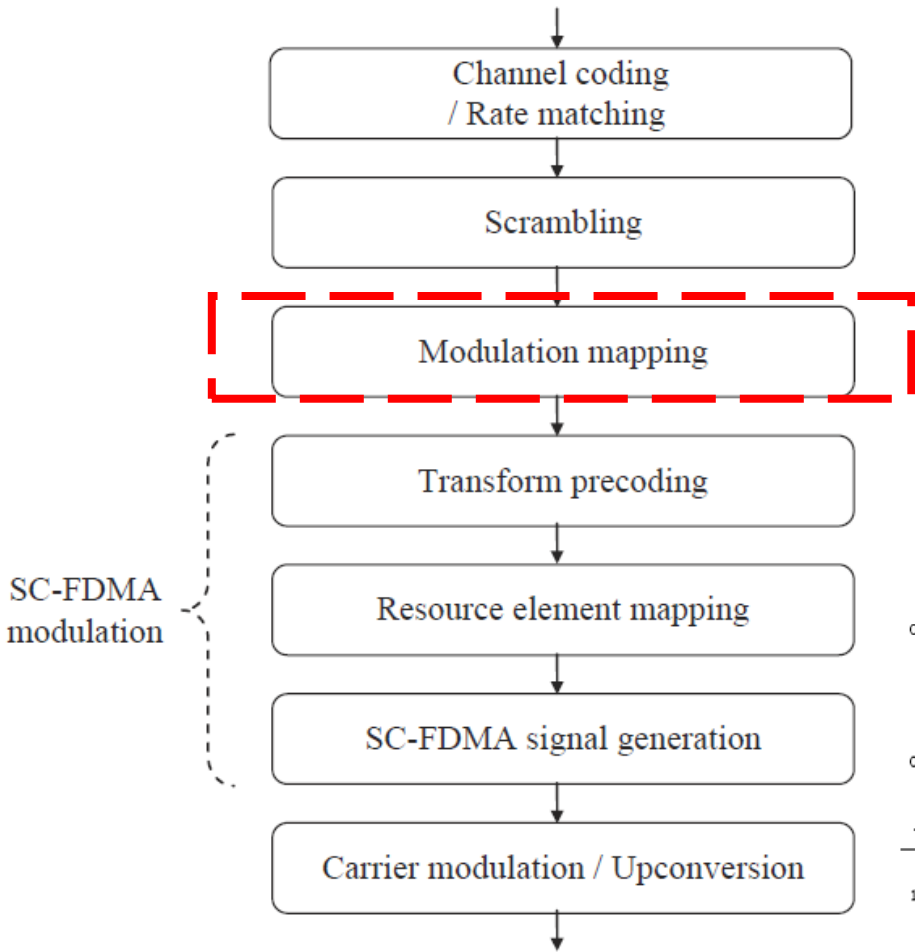 Channel coding
/ Rate matching
Scrambling
Modulation mapping
Transform precoding
SC-FDMA
modulation
Resource element mapping
SC-FDMA signal generation
Carrier modulation / Upconversion